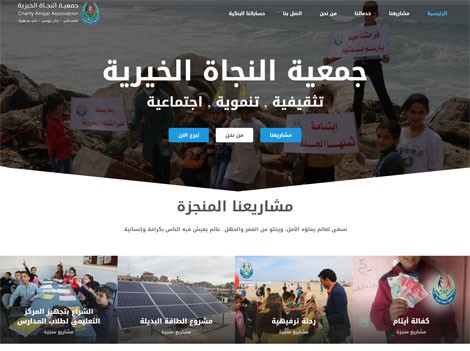 جمعية النجاة الخيرية
Charity Alnajat Association
الرئيسية
مشاريعنا
خدماتنا
من نحن
اتصل بنا
حساباتنا البنكية
جمعية النجاة الخيرية
تثقيفية , تنموية , اجتماعية
مشاريعنا
من نحن
تبرع الان
مشاريعنا المنجزة
نسعى لعالم يملؤه الأمل، ويخلو من الفقر والجهل. عالم يعيش فيه الناس بكرامة وإنسانية.
كفالة أيتام
مشاريع منجزة
رحلة ترفيهية
مشاريع منجزة
مشروع الطاقة البديلة
مشاريع منجزة
الشراع بتجهيز المركز
التعليمي لطلاب المدارس
مشاريع منجزة